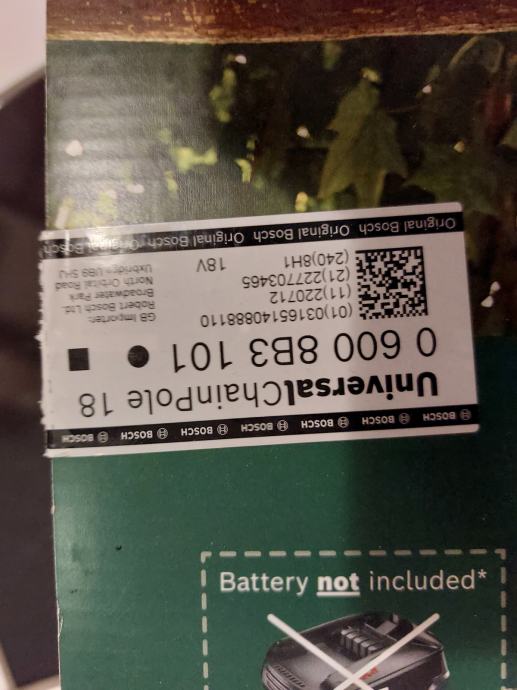 BOSCH BOSCH BOSCH BOSCH BOSCH BOSCH
UniversalChainPole 18
0 600 8B3 101
(01)03165140888110
(11)220712
(21)227703465
(240)8H1
18V
GB Importer:
Robert Bosch Ltd.
Broadwater Park
North Orbital Road
Uxbridge UB9 5HJ
Original Bosch Original Bosch Original Bosch Original Bosch
Battery not included*